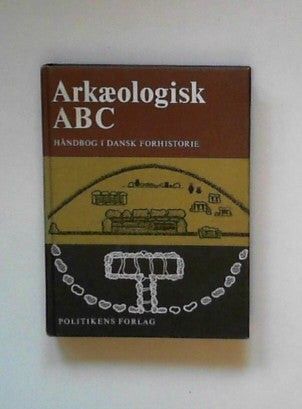 Arkæologisk
ABC
HÅNDBOG I DANSK FORHISTORIE
POLITIKENS FORLAG